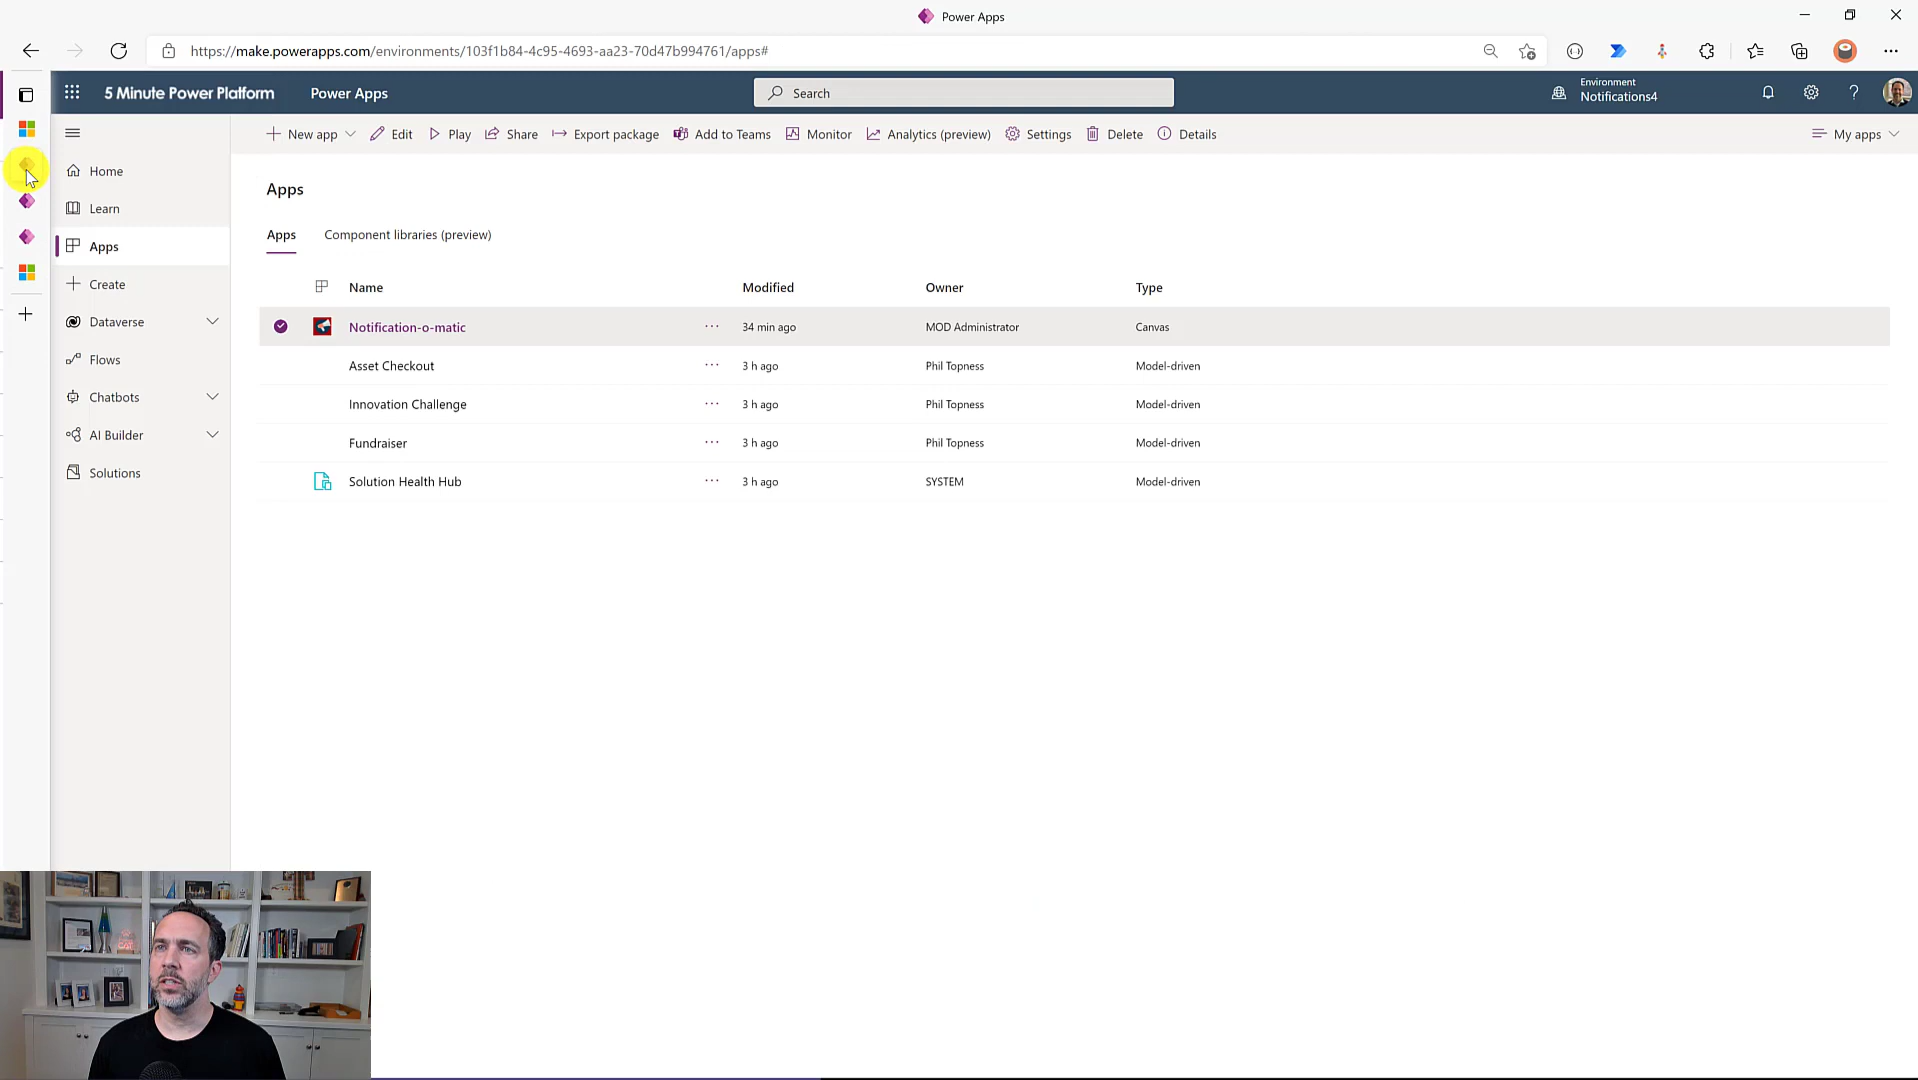 Power Apps
https://make.powerapps.com/environments/103f1b84-4c95-4693-aa23-70d47b994761/apps#
5 Minute Power Platform
Power Apps
Search
Environment
Notifications4
New app
Edit
Play
Share
Export package
Add to Teams
Monitor
Analytics (preview)
Settings
Delete
Details
My apps
Home
Learn
Apps
Create
Dataverse
Flows
Chatbots
AI Builder
Solutions
Apps
Apps Component libraries (preview)
Name Modified Owner Type
Notification-o-matic ··· 34 min ago MOD Administrator Canvas
Asset Checkout ··· 3 h ago Phil Topness Model-driven
Innovation Challenge ··· 3 h ago Phil Topness Model-driven
Fundraiser ··· 3 h ago Phil Topness Model-driven
Solution Health Hub ··· 3 h ago SYSTEM Model-driven